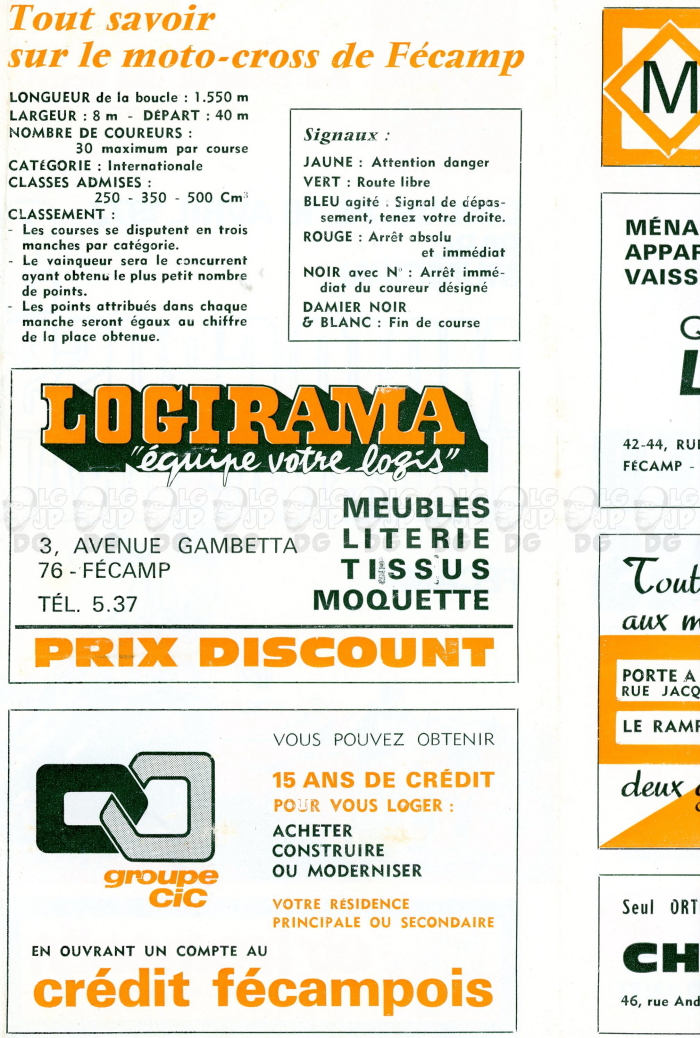 Tout savoir
sur le moto-cross de Fécamp
LONGUEUR de la boucle : 1.550 m
LARGEUR : 8 m - DÉPART : 40 m
NOMBRE DE COUREURS :
30 maximum par course
CATÉGORIE : Internationale
CLASSES ADMISES :
250 - 350 - 500 Cm³
CLASSEMENT :
- Les courses se disputent en trois
manches par catégorie.
- Le vainqueur sera le concurrent
ayant obtenu le plus petit nombre
de points.
- Les points attribués dans chaque
manche seront égaux au chiffre
de la place obtenue.
Signaux :
JAUNE : Attention danger
VERT : Route libre
BLEU agité : Signal de dépas-
sement, tenez votre droite.
ROUGE : Arrêt absolu
et immédiat
NOIR avec N° : Arrêt immé-
diat du coureur désigné
DAMIER NOIR
& BLANC : Fin de course
LOGIRAMA
"équipe votre logis"
3, AVENUE GAMBETTA
76 - FÉCAMP
TÉL. 5.37
MEUBLES
LITERIE
TISSUS
MOQUETTE
PRIX DISCOUNT
groupe
cic
VOUS POUVEZ OBTENIR
15 ANS DE CRÉDIT
POUR VOUS LOGER :
ACHETER
CONSTRUIRE
OU MODERNISER
VOTRE RÉSIDENCE
PRINCIPALE OU SECONDAIRE
EN OUVRANT UN COMPTE AU
crédit fécampois
M
MÉNA
APPAR
VAISS
Q
L
42-44, RUE
FÉCAMP -
Tout
aux m
PORTE A
RUE JACQ
LE RAMP
deux
Seul ORT
CH
46, rue And